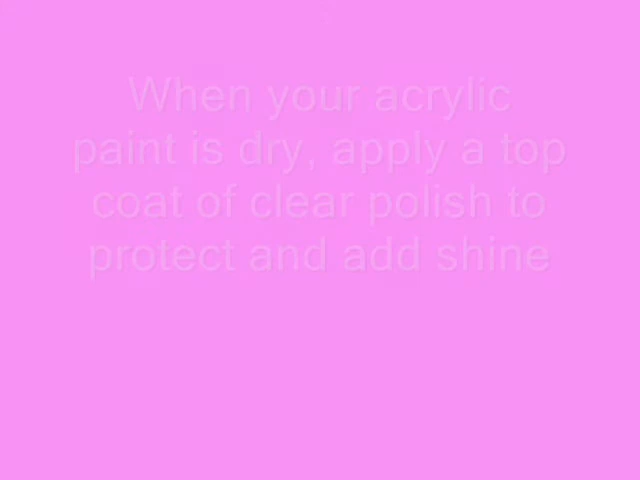 When your acrylic
paint is dry, apply a top
coat of clear polish to
protect and add shine